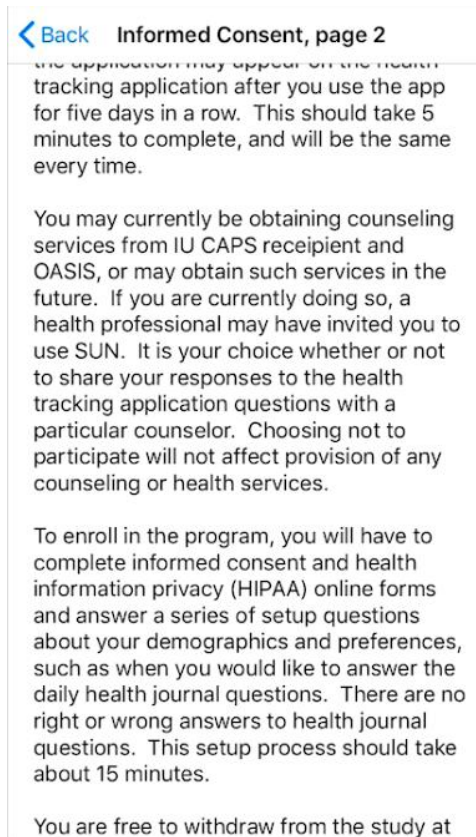 Back Informed Consent, page 2
the application may appear on the health
tracking application after you use the app
for five days in a row.  This should take 5
minutes to complete, and will be the same
every time.
You may currently be obtaining counseling
services from IU CAPS receipient and
OASIS, or may obtain such services in the
future.  If you are currently doing so, a
health professional may have invited you to
use SUN.  It is your choice whether or not
to share your responses to the health
tracking application questions with a
particular counselor.  Choosing not to
participate will not affect provision of any
counseling or health services.
To enroll in the program, you will have to
complete informed consent and health
information privacy (HIPAA) online forms
and answer a series of setup questions
about your demographics and preferences,
such as when you would like to answer the
daily health journal questions.  There are no
right or wrong answers to health journal
questions.  This setup process should take
about 15 minutes.
You are free to withdraw from the study at